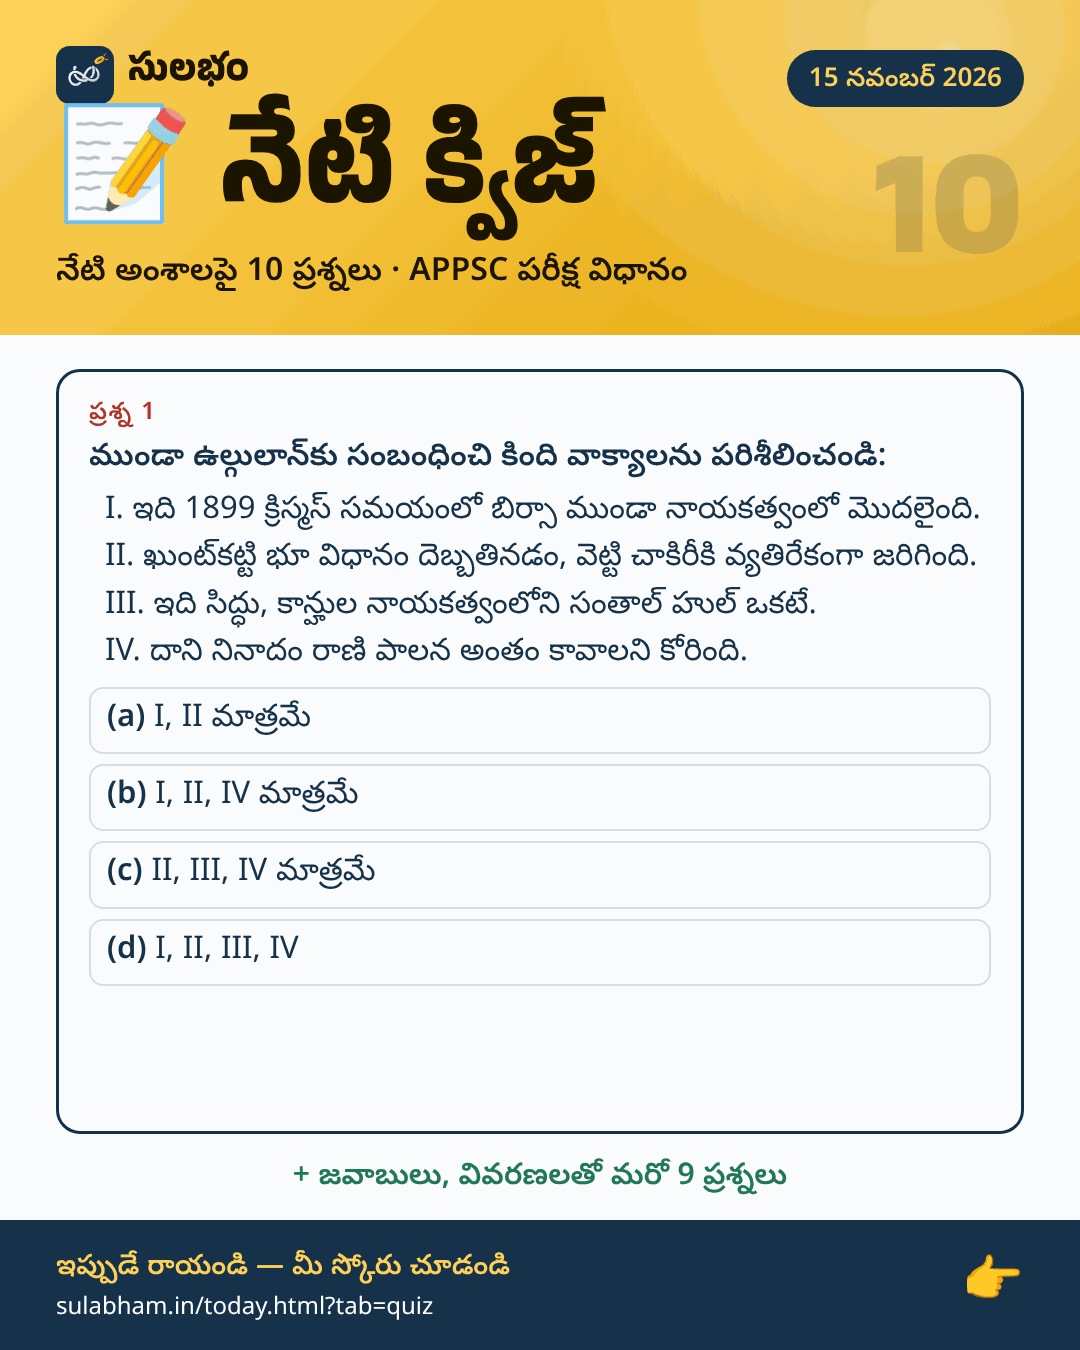 సులభం
15 నవంబర్ 2026
నేటి క్విజ్
10
నేటి అంశాలపై 10 ప్రశ్నలు · APPSC పరీక్ష విధానం
ప్రశ్న 1
ముండా ఉల్గులాన్‌కు సంబంధించి కింది వాక్యాలను పరిశీలించండి:
I. ఇది 1899 క్రిస్మస్ సమయంలో బిర్సా ముండా నాయకత్వంలో మొదలైంది.
II. ఖుంట్‌కట్టి భూ విధానం దెబ్బతినడం, వెట్టి చాకిరీకి వ్యతిరేకంగా జరిగింది.
III. ఇది సిద్ధు, కాన్హుల నాయకత్వంలోని సంతాల్ హుల్ ఒకటే.
IV. దాని నినాదం రాణి పాలన అంతం కావాలని కోరింది.
(a) I, II మాత్రమే
(b) I, II, IV మాత్రమే
(c) II, III, IV మాత్రమే
(d) I, II, III, IV
+ జవాబులు, వివరణలతో మరో 9 ప్రశ్నలు
ఇప్పుడే రాయండి — మీ స్కోరు చూడండి
sulabham.in/today.html?tab=quiz